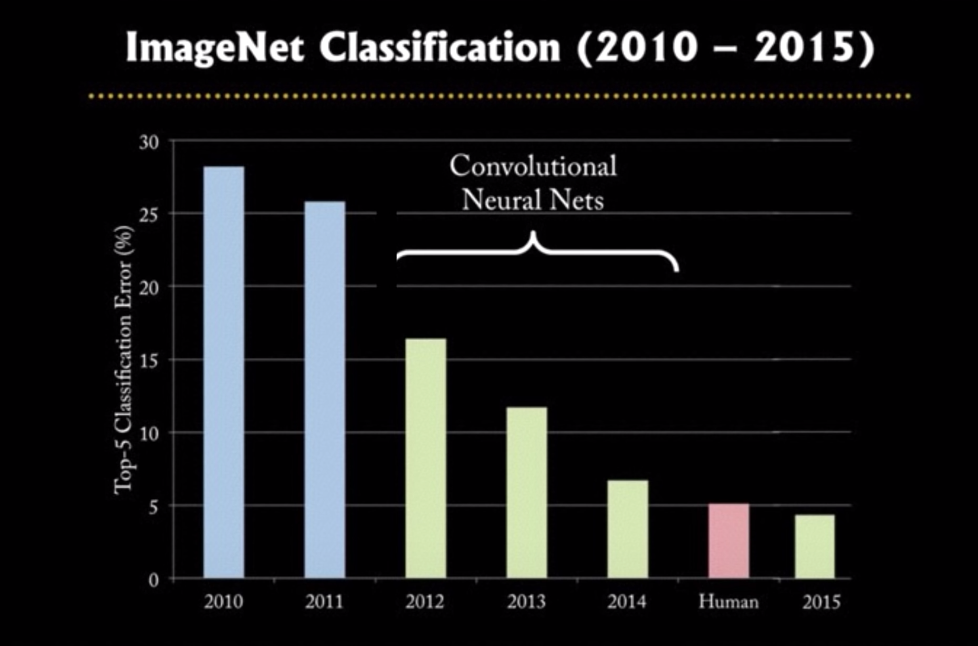 ImageNet Classification (2010 – 2015)
Convolutional
Neural Nets
Top-5 Classification Error (%)
30
25
20
15
10
5
0
2010 2011 2012 2013 2014 Human 2015